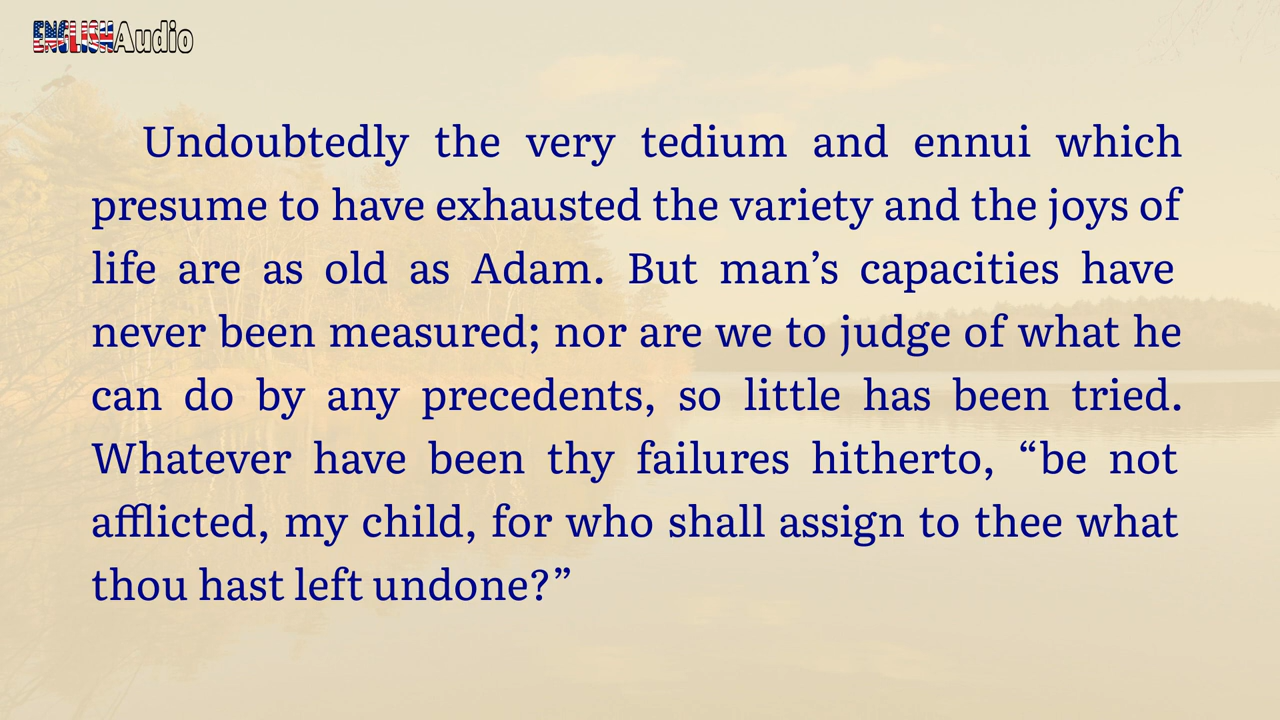 ENGLISHAudio
Undoubtedly the very tedium and ennui which
presume to have exhausted the variety and the joys of
life are as old as Adam. But man’s capacities have
never been measured; nor are we to judge of what he
can do by any precedents, so little has been tried.
Whatever have been thy failures hitherto, “be not
afflicted, my child, for who shall assign to thee what
thou hast left undone?”